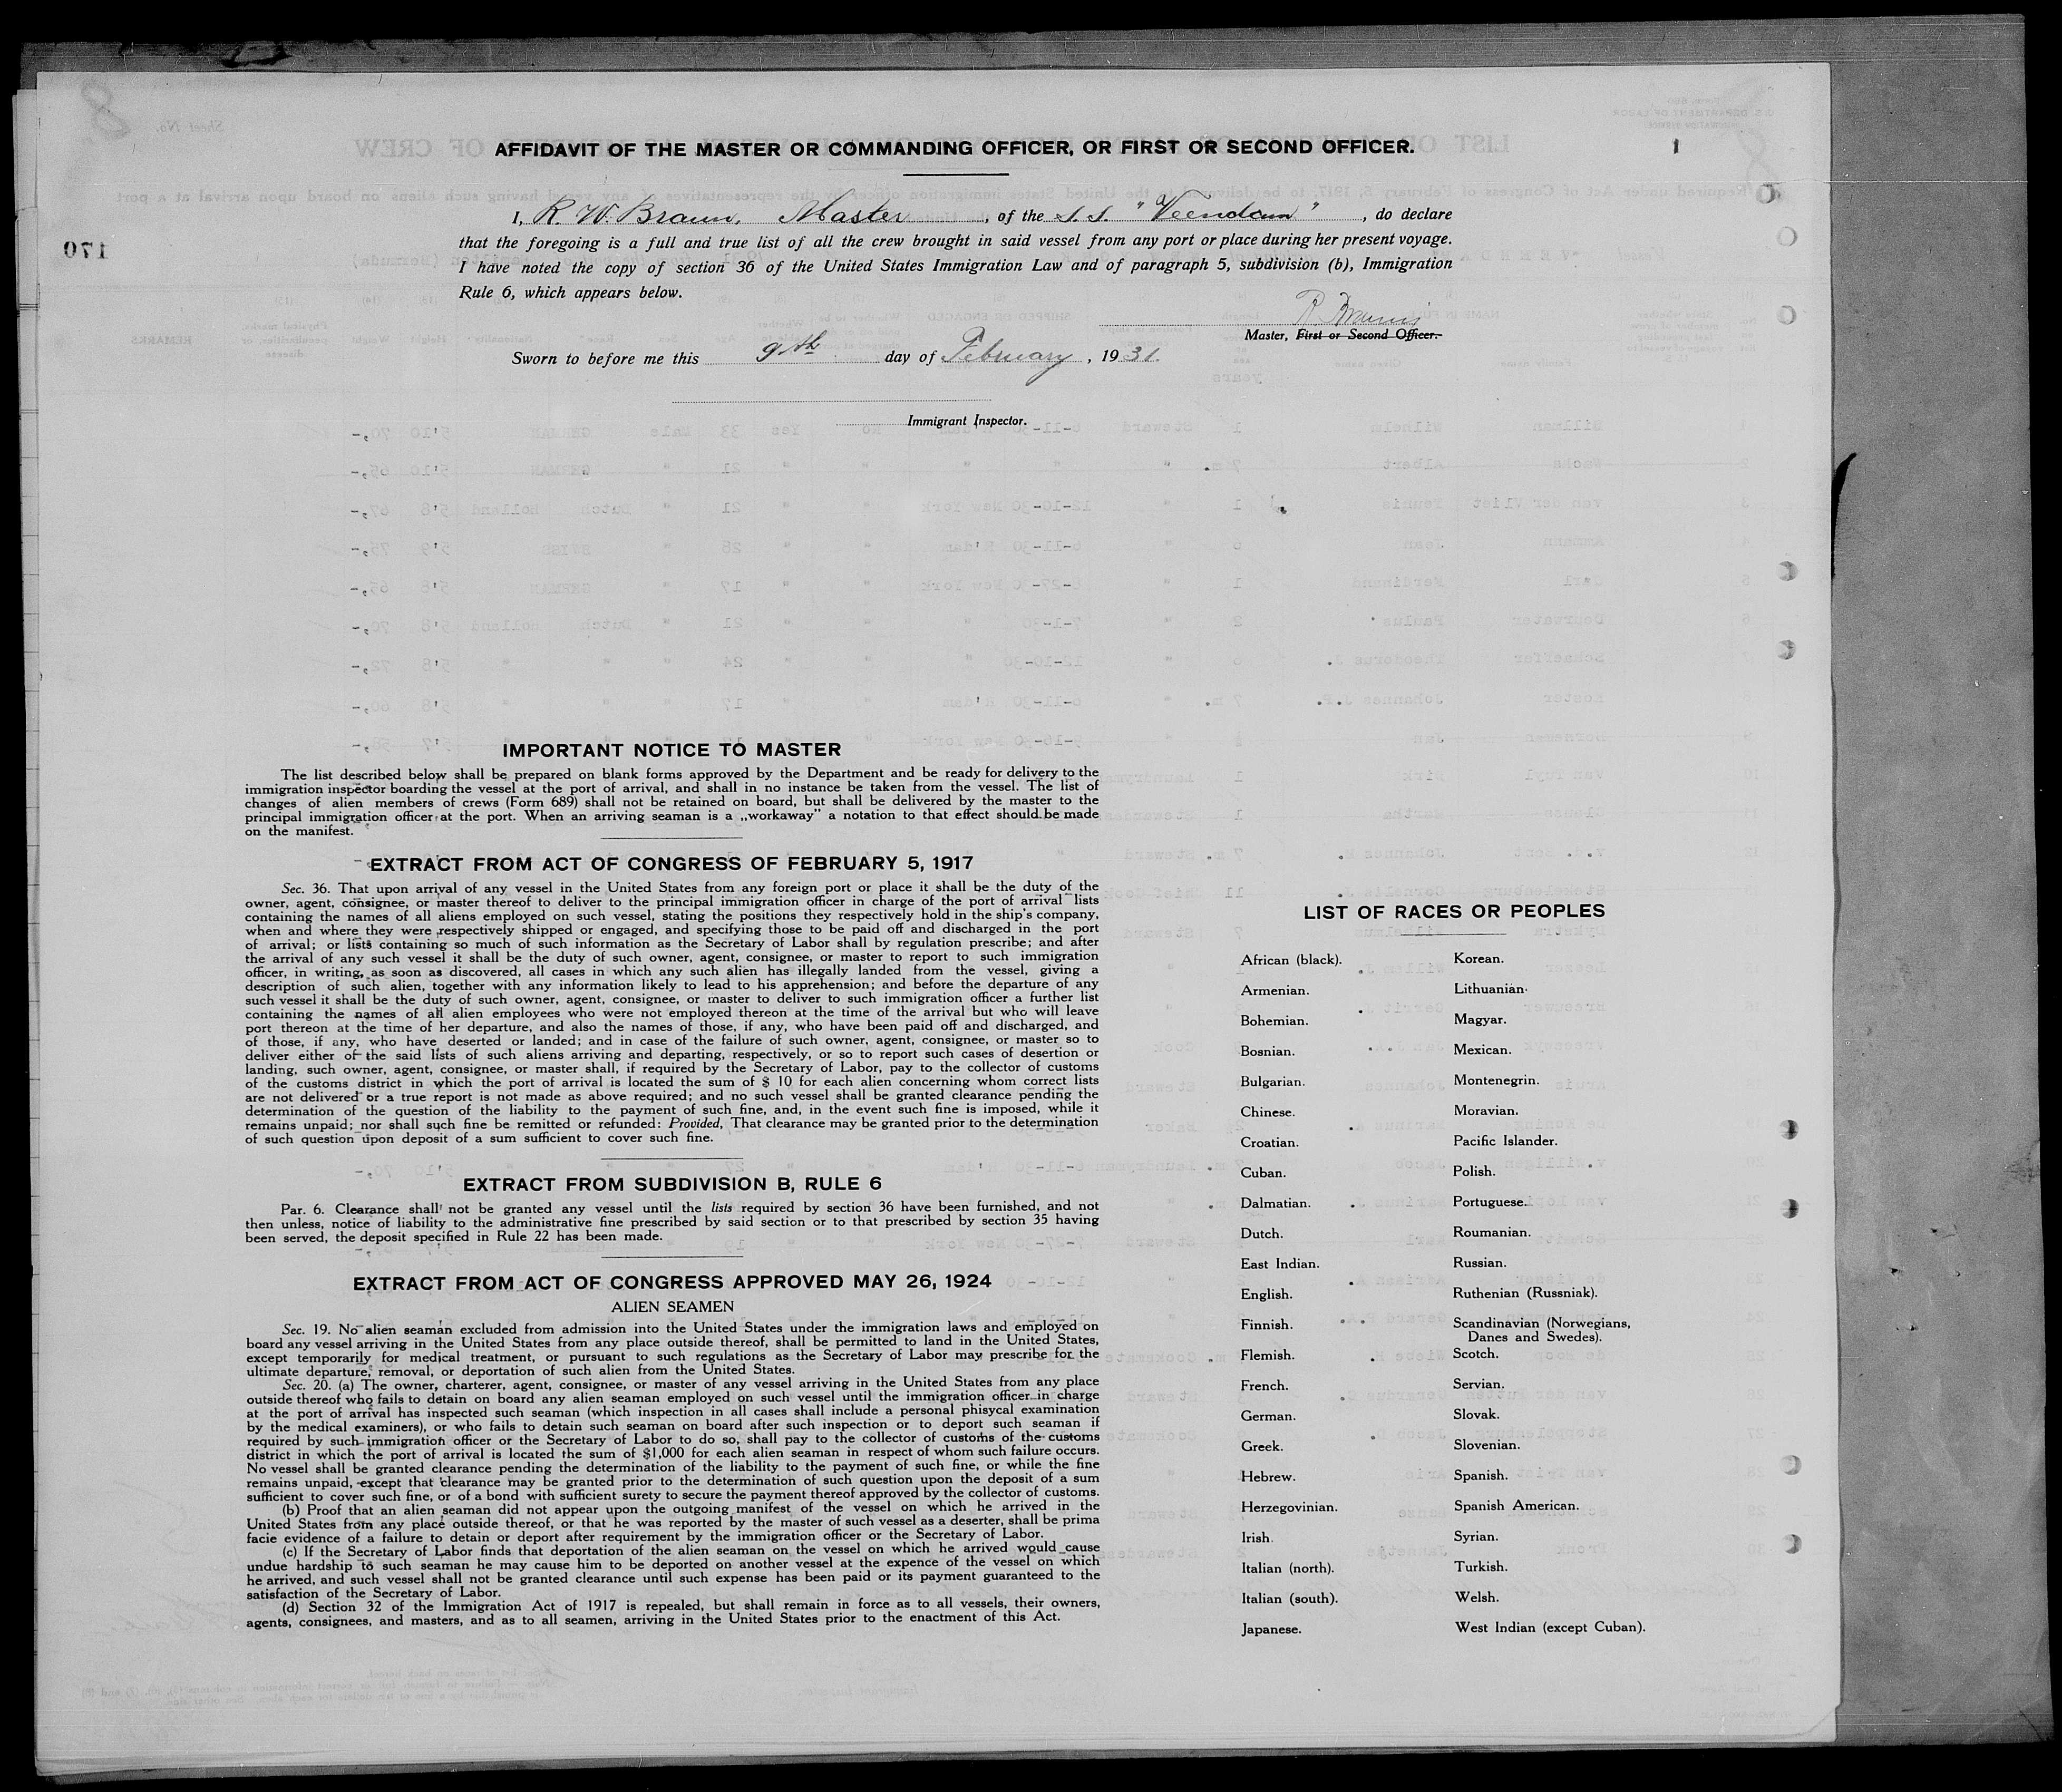 AFFIDAVIT OF THE MASTER OR COMMANDING OFFICER, OR FIRST OR SECOND OFFICER.
I, R. W. Braun, Master, of the S.S. "Veendam", do declare
that the foregoing is a full and true list of all the crew brought in said vessel from any port or place during her present voyage.
I have noted the copy of section 36 of the United States Immigration Law and of paragraph 5, subdivision (b), Immigration
Rule 6, which appears below.
Master, First or Second Officer.
Sworn to before me this 9th day of February, 1931.
Immigrant Inspector.
170
IMPORTANT NOTICE TO MASTER
The list described below shall be prepared on blank forms approved by the Department and be ready for delivery to the
immigration inspector boarding the vessel at the port of arrival, and shall in no instance be taken from the vessel. The list of
changes of alien members of crews (Form 689) shall not be retained on board, but shall be delivered by the master to the
principal immigration officer at the port. When an arriving seaman is a „workaway" a notation to that effect should be made
on the manifest.
EXTRACT FROM ACT OF CONGRESS OF FEBRUARY 5, 1917
Sec. 36. That upon arrival of any vessel in the United States from any foreign port or place it shall be the duty of the
owner, agent, consignee, or master thereof to deliver to the principal immigration officer in charge of the port of arrival lists
containing the names of all aliens employed on such vessel, stating the positions they respectively hold in the ship's company,
when and where they were respectively shipped or engaged, and specifying those to be paid off and discharged in the port
of arrival; or lists containing so much of such information as the Secretary of Labor shall by regulation prescribe; and after
the arrival of any such vessel it shall be the duty of such owner, agent, consignee, or master to report to such immigration
officer, in writing, as soon as discovered, all cases in which any such alien has illegally landed from the vessel, giving a
description of such alien, together with any information likely to lead to his apprehension; and before the departure of any
such vessel it shall be the duty of such owner, agent, consignee, or master to deliver to such immigration officer a further list
containing the names of all alien employees who were not employed thereon at the time of the arrival but who will leave
port thereon at the time of her departure, and also the names of those, if any, who have been paid off and discharged, and
of those, if any, who have deserted or landed; and in case of the failure of such owner, agent, consignee, or master so to
deliver either of the said lists of such aliens arriving and departing, respectively, or so to report such cases of desertion or
landing, such owner, agent, consignee, or master shall, if required by the Secretary of Labor, pay to the collector of customs
of the customs district in which the port of arrival is located the sum of $ 10 for each alien concerning whom correct lists
are not delivered or a true report is not made as above required; and no such vessel shall be granted clearance pending the
determination of the question of the liability to the payment of such fine, and, in the event such fine is imposed, while it
remains unpaid; nor shall such fine be remitted or refunded: Provided, That clearance may be granted prior to the determination
of such question upon deposit of a sum sufficient to cover such fine.
EXTRACT FROM SUBDIVISION B, RULE 6
Par. 6. Clearance shall not be granted any vessel until the lists required by section 36 have been furnished, and not
then unless, notice of liability to the administrative fine prescribed by said section or to that prescribed by section 35 having
been served, the deposit specified in Rule 22 has been made.
EXTRACT FROM ACT OF CONGRESS APPROVED MAY 26, 1924
ALIEN SEAMEN
Sec. 19. No alien seaman excluded from admission into the United States under the immigration laws and employed on
board any vessel arriving in the United States from any place outside thereof, shall be permitted to land in the United States,
except temporarily for medical treatment, or pursuant to such regulations as the Secretary of Labor may prescribe for the
ultimate departure, removal, or deportation of such alien from the United States.
Sec. 20. (a) The owner, charterer, agent, consignee, or master of any vessel arriving in the United States from any place
outside thereof who fails to detain on board any alien seaman employed on such vessel until the immigration officer in charge
at the port of arrival has inspected such seaman (which inspection in all cases shall include a personal phisycal examination
by the medical examiners), or who fails to detain such seaman on board after such inspection or to deport such seaman if
required by such immigration officer or the Secretary of Labor to do so, shall pay to the collector of customs of the customs
district in which the port of arrival is located the sum of $1,000 for each alien seaman in respect of whom such failure occurs.
No vessel shall be granted clearance pending the determination of the liability to the payment of such fine, or while the fine
remains unpaid, except that clearance may be granted prior to the determination of such question upon the deposit of a sum
sufficient to cover such fine, or of a bond with sufficient surety to secure the payment thereof approved by the collector of customs.
(b) Proof that an alien seaman did not appear upon the outgoing manifest of the vessel on which he arrived in the
United States from any place outside thereof, or that he was reported by the master of such vessel as a deserter, shall be prima
facie evidence of a failure to detain or deport after requirement by the immigration officer or the Secretary of Labor.
(c) If the Secretary of Labor finds that deportation of the alien seaman on the vessel on which he arrived would cause
undue hardship to such seaman he may cause him to be deported on another vessel at the expence of the vessel on which
he arrived, and such vessel shall not be granted clearance until such expense has been paid or its payment guaranteed to the
satisfaction of the Secretary of Labor.
(d) Section 32 of the Immigration Act of 1917 is repealed, but shall remain in force as to all vessels, their owners,
agents, consignees, and masters, and as to all seamen, arriving in the United States prior to the enactment of this Act.
LIST OF RACES OR PEOPLES
African (black).
Armenian.
Bohemian.
Bosnian.
Bulgarian.
Chinese.
Croatian.
Cuban.
Dalmatian.
Dutch.
East Indian.
English.
Finnish.
Flemish.
French.
German.
Greek.
Hebrew.
Herzegovinian.
Irish.
Italian (north).
Italian (south).
Japanese.
Korean.
Lithuanian.
Magyar.
Mexican.
Montenegrin.
Moravian.
Pacific Islander.
Polish.
Portuguese.
Roumanian.
Russian.
Ruthenian (Russniak).
Scandinavian (Norwegians,
Danes and Swedes).
Scotch.
Servian.
Slovak.
Slovenian.
Spanish.
Spanish American.
Syrian.
Turkish.
Welsh.
West Indian (except Cuban).